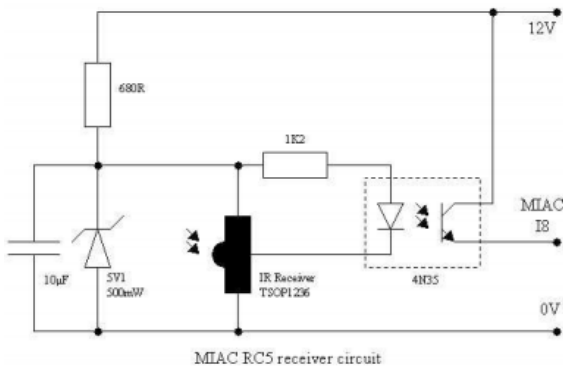 12V
680R
1K2
MIAC
I8
10µF
5V1
500mW
IR Receiver
TSOP1236
4N35
0V
MIAC RC5 receiver circuit